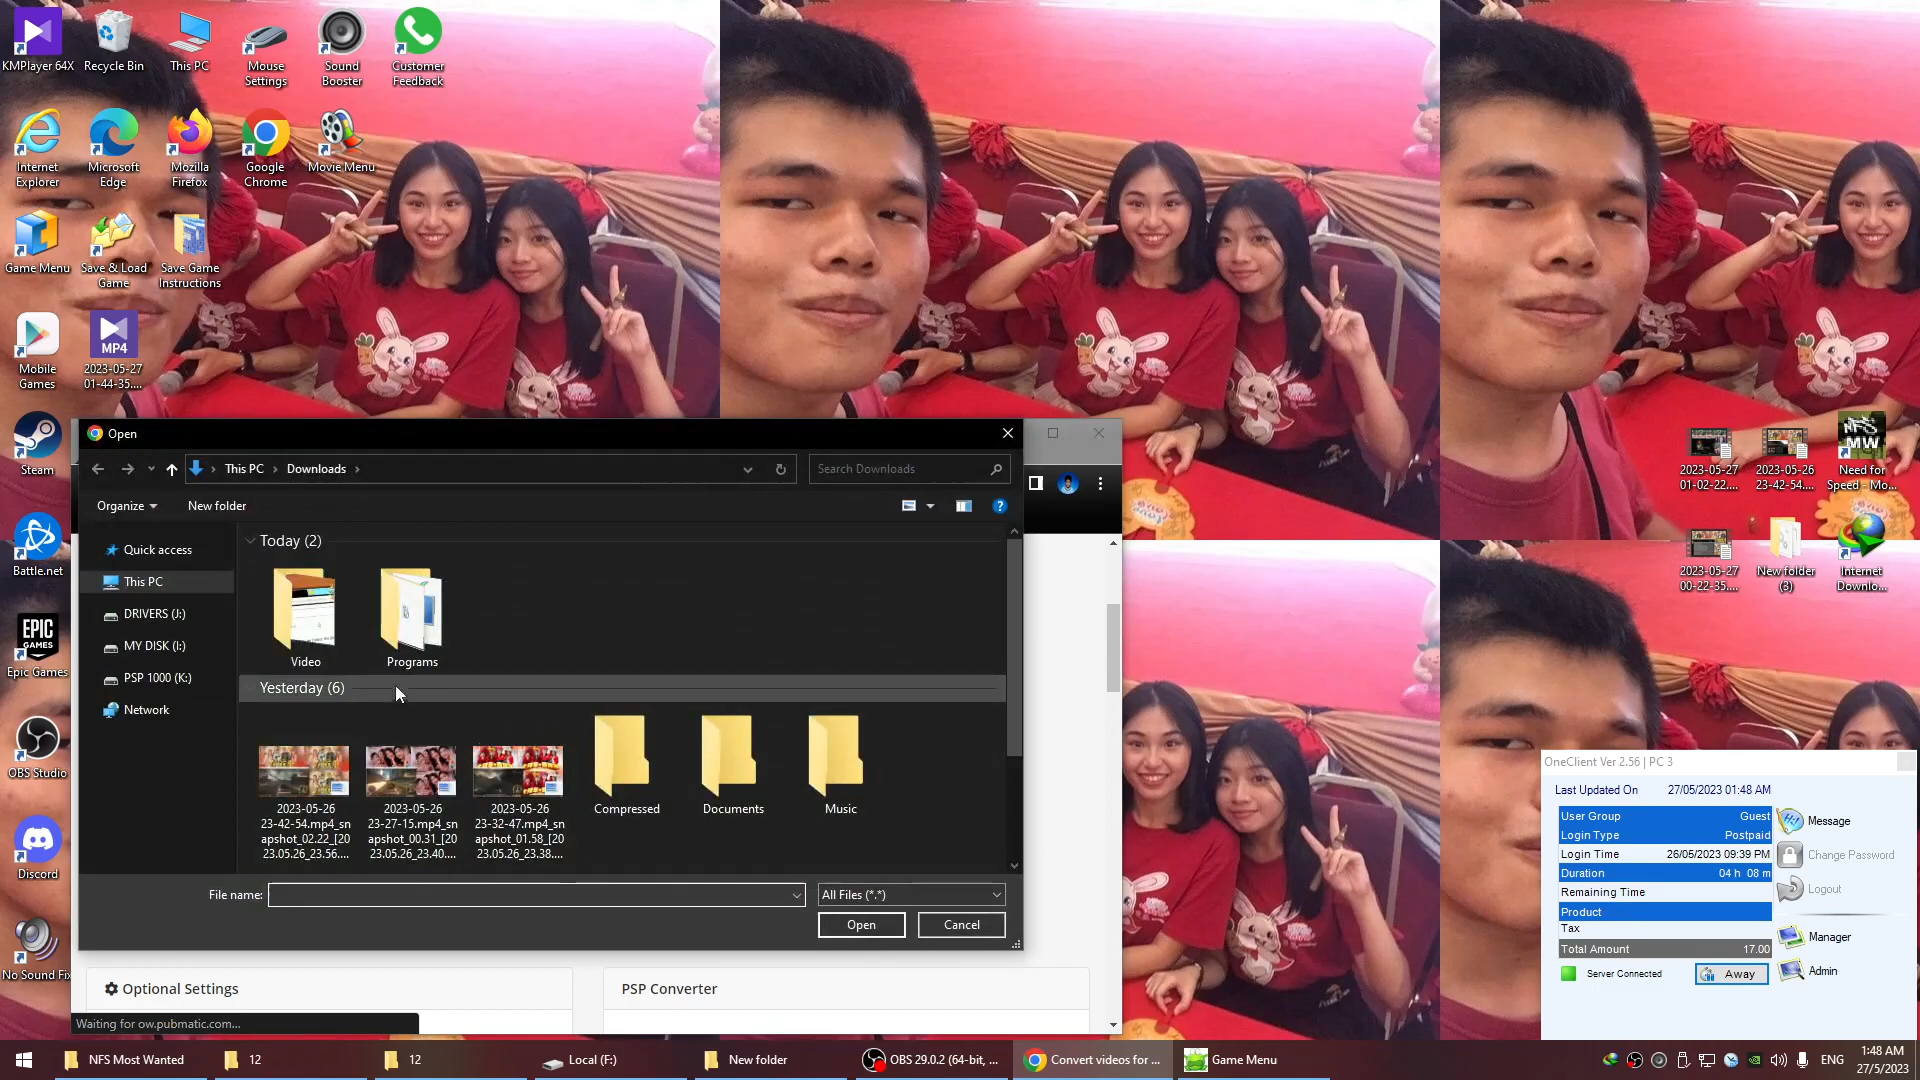 KMPlayer 64X
Recycle Bin
This PC
Mouse
Settings
Sound
Booster
Customer
Feedback
Internet
Explorer
Microsoft
Edge
Mozilla
Firefox
Google
Chrome
Movie Menu
Game Menu
Save & Load
Game
Save Game
Instructions
Mobile
Games
MP4
2023-05-27
01-44-35....
Steam
Battle.net
EPIC
GAMES
Epic Games
OBS Studio
Discord
No Sound Fix
Open
This PC
Downloads
Search Downloads
Organize
New folder
Quick access
This PC
DRIVERS (J:)
MY DISK (I:)
PSP 1000 (K:)
Network
Today (2)
Video
Programs
Yesterday (6)
2023-05-26
23-42-54.mp4_sn
apshot_02.22_[20
23.05.26_23.56....
2023-05-26
23-27-15.mp4_sn
apshot_00.31_[20
23.05.26_23.40....
2023-05-26
23-32-47.mp4_sn
apshot_01.58_[20
23.05.26_23.38....
Compressed
Documents
Music
File name:
All Files (*.*)
Open
Cancel
Optional Settings
PSP Converter
Waiting for ow.pubmatic.com...
2023-05-27
01-02-22....
2023-05-26
23-42-54....
NFS
MW
Need for
Speed - Mo...
2023-05-27
00-22-35....
New folder
(3)
Internet
Downlo...
OneClient Ver 2.56 | PC 3
Last Updated On 27/05/2023 01:48 AM
User Group Guest
Login Type Postpaid
Login Time 26/05/2023 09:39 PM
Duration 04 h 08 m
Remaining Time
Product
Tax
Total Amount 17.00
Server Connected
Away
Message
Change Password
Logout
Manager
Admin
NFS Most Wanted
12
12
Local (F:)
New folder
OBS 29.0.2 (64-bit, ...
Convert videos for ...
Game Menu
ENG
1:48 AM
27/5/2023